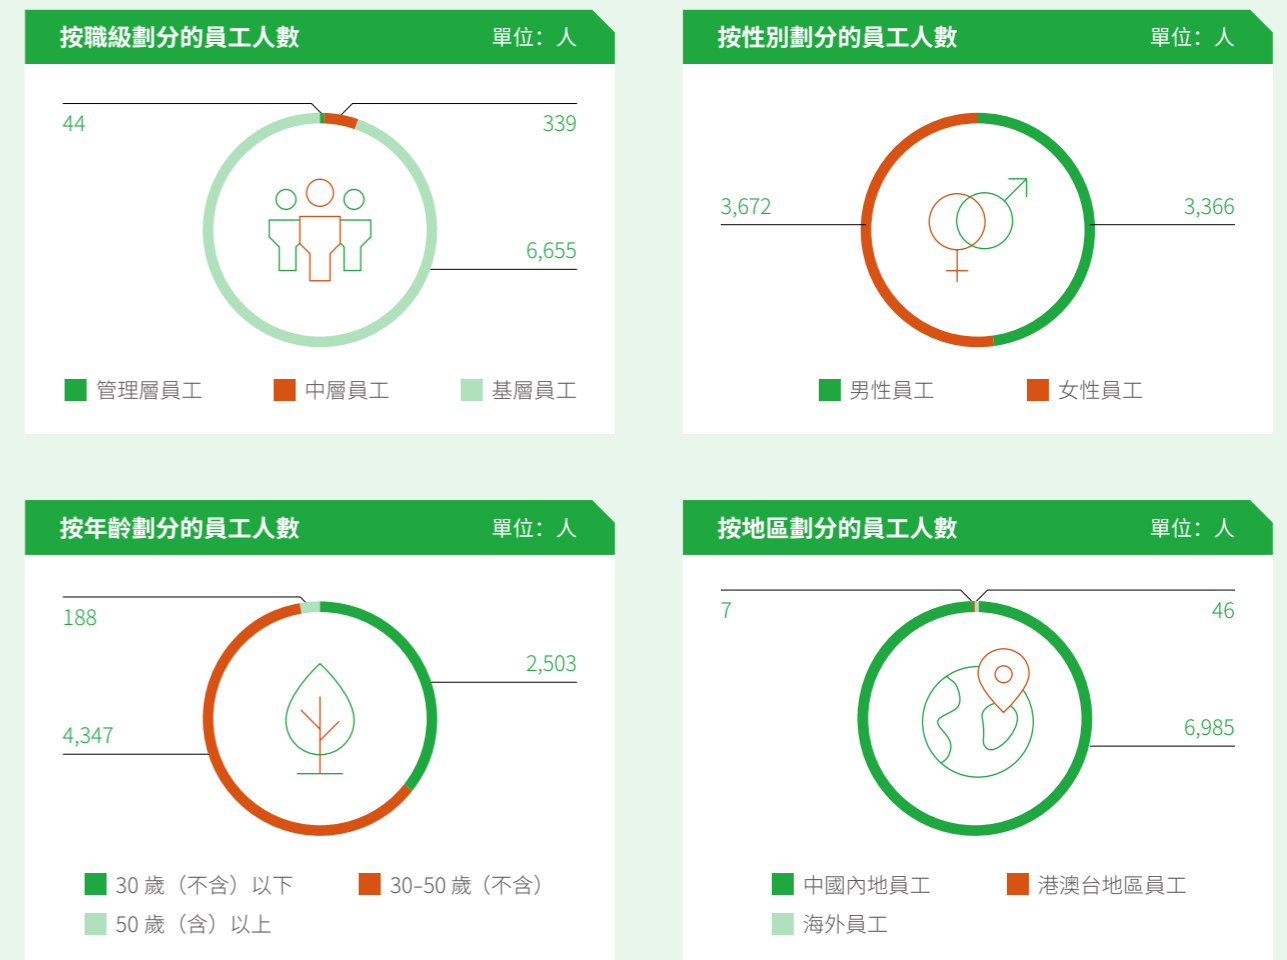 按職級劃分的員工人數 單位：人
44 339
6,655
管理層員工 中層員工 基層員工
按性別劃分的員工人數 單位：人
3,672 3,366
男性員工 女性員工
按年齡劃分的員工人數 單位：人
188
2,503
4,347
30 歲（不含）以下 30–50 歲（不含）
50 歲（含）以上
按地區劃分的員工人數 單位：人
7 46
6,985
中國內地員工 港澳台地區員工
海外員工